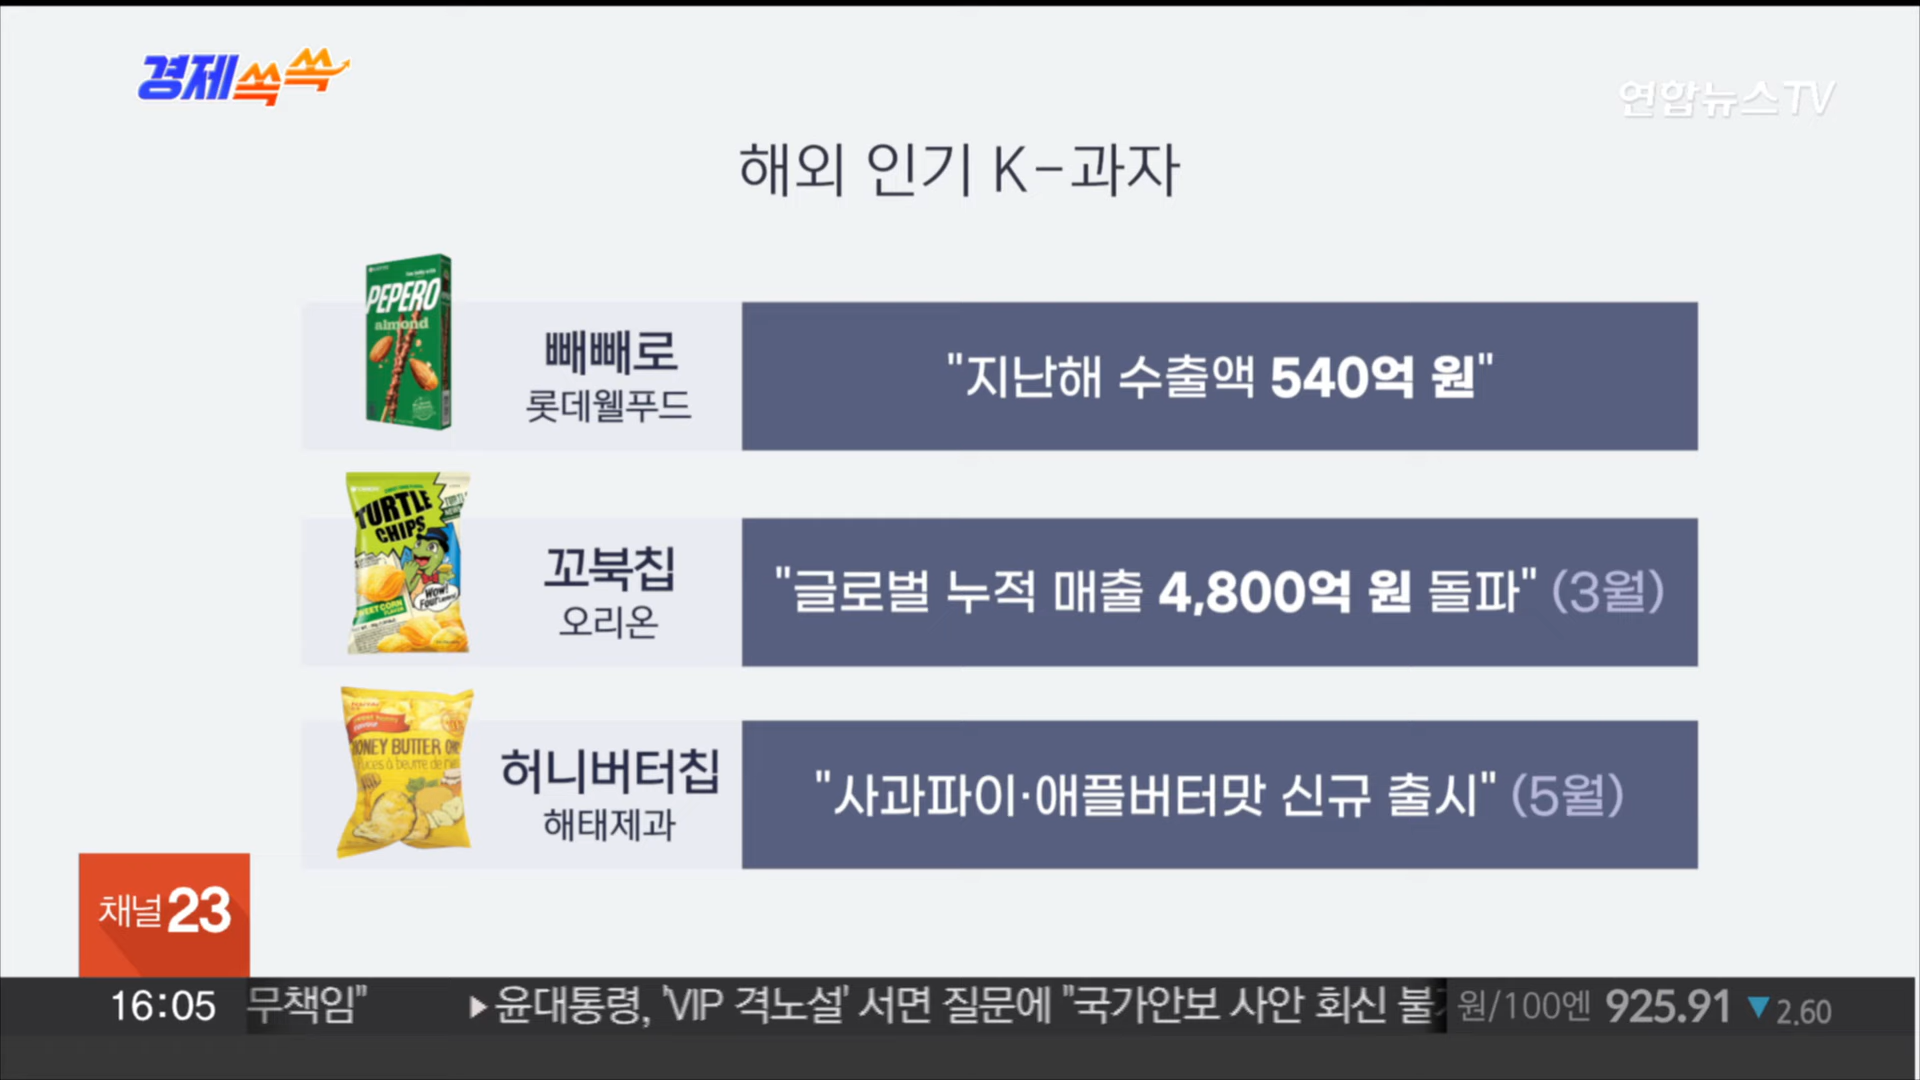 경제쏙쏙
연합뉴스TV
해외 인기 K-과자
PEPERO
almond
빼빼로
롯데웰푸드
"지난해 수출액 540억 원"
TURTLE
CHIPS
Wow!
SWEET CORN
꼬북칩
오리온
"글로벌 누적 매출 4,800억 원 돌파" (3월)
HONEY BUTTER
허니버터칩
해태제과
"사과파이·애플버터맛 신규 출시" (5월)
채널23
16:05 무책임" ▶윤대통령, 'VIP 격노설' 서면 질문에 "국가안보 사안 회신 불 원/100엔 925.91 ▼2.60